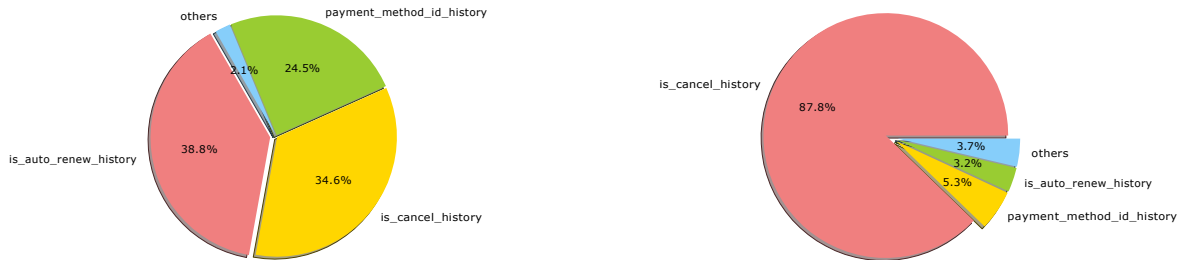 others
payment_method_id_history
2.1%
24.5%
is_auto_renew_history
38.8%
34.6%
is_cancel_history
is_cancel_history
87.8%
3.7%
others
3.2%
is_auto_renew_history
5.3%
payment_method_id_history